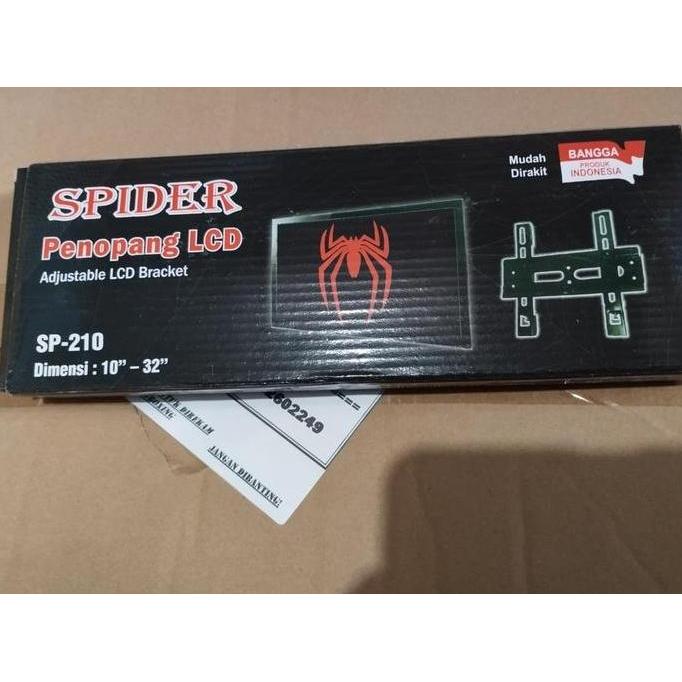 SPIDER
Penopang LCD
Adjustable LCD Bracket
SP-210
Dimensi : 10” – 32”
Mudah
Dirakit
BANGGA
PRODUK
INDONESIA
2602249
DIREKAM
JANGAN DIBANTING!